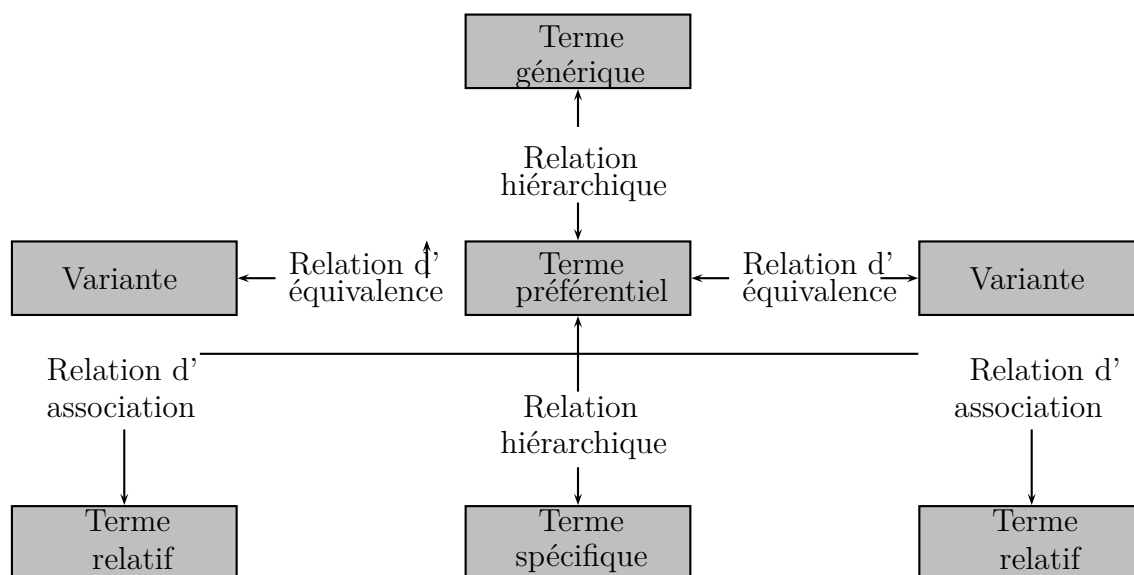 Terme
générique
Relation
hiérarchique
Variante
Relation d'
équivalence
Terme
préférentiel
Relation d'
équivalence
Variante
Relation d'
association
Relation
hiérarchique
Relation d'
association
Terme
relatif
Terme
spécifique
Terme
relatif